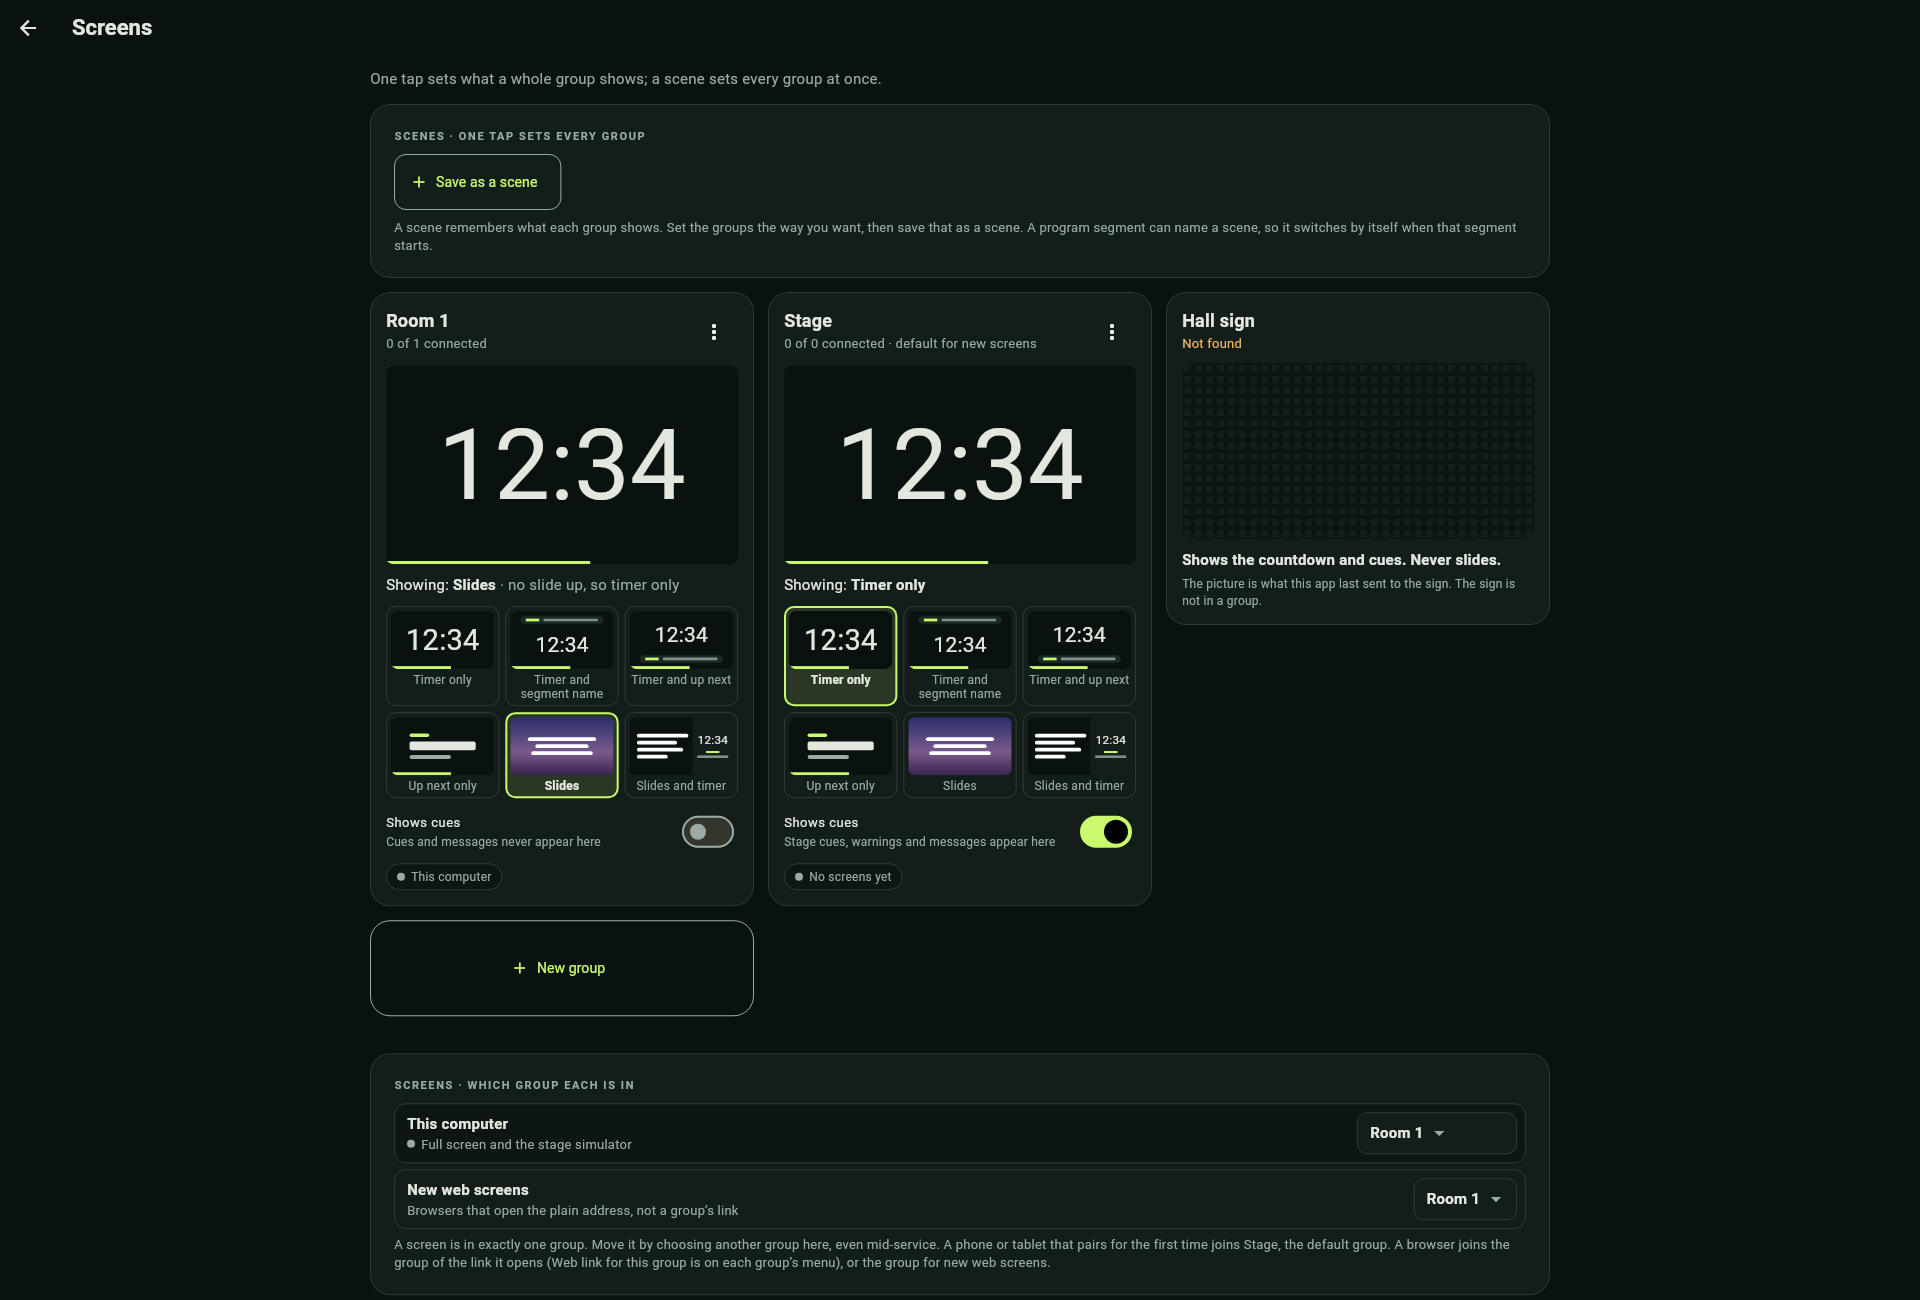 Screens
One tap sets what a whole group shows; a scene sets every group at once.
SCENES · ONE TAP SETS EVERY GROUP
+ Save as a scene
A scene remembers what each group shows. Set the groups the way you want, then save that as a scene. A program segment can name a scene, so it switches by itself when that segment
starts.
Room 1
0 of 1 connected
12:34
Showing: Slides · no slide up, so timer only
12:34
Timer only
12:34
Timer and
segment name
12:34
Timer and up next
Up next only
Slides
12:34
Slides and timer
Shows cues
Cues and messages never appear here
This computer
Stage
0 of 0 connected · default for new screens
12:34
Showing: Timer only
12:34
Timer only
12:34
Timer and
segment name
12:34
Timer and up next
Up next only
Slides
12:34
Slides and timer
Shows cues
Stage cues, warnings and messages appear here
No screens yet
Hall sign
Not found
Shows the countdown and cues. Never slides.
The picture is what this app last sent to the sign. The sign is
not in a group.
+ New group
SCREENS · WHICH GROUP EACH IS IN
This computer
Full screen and the stage simulator
Room 1
New web screens
Browsers that open the plain address, not a group's link
Room 1
A screen is in exactly one group. Move it by choosing another group here, even mid-service. A phone or tablet that pairs for the first time joins Stage, the default group. A browser joins the
group of the link it opens (Web link for this group is on each group's menu), or the group for new web screens.